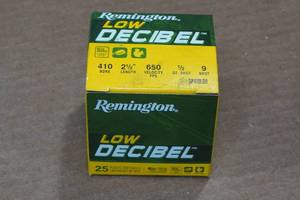 Remington
LOW
DECIBEL
410 2½" 650 ½ 9
BORE LENGTH VELOCITY OZ SHOT
FPS
Remington
LOW
DECIBEL
25